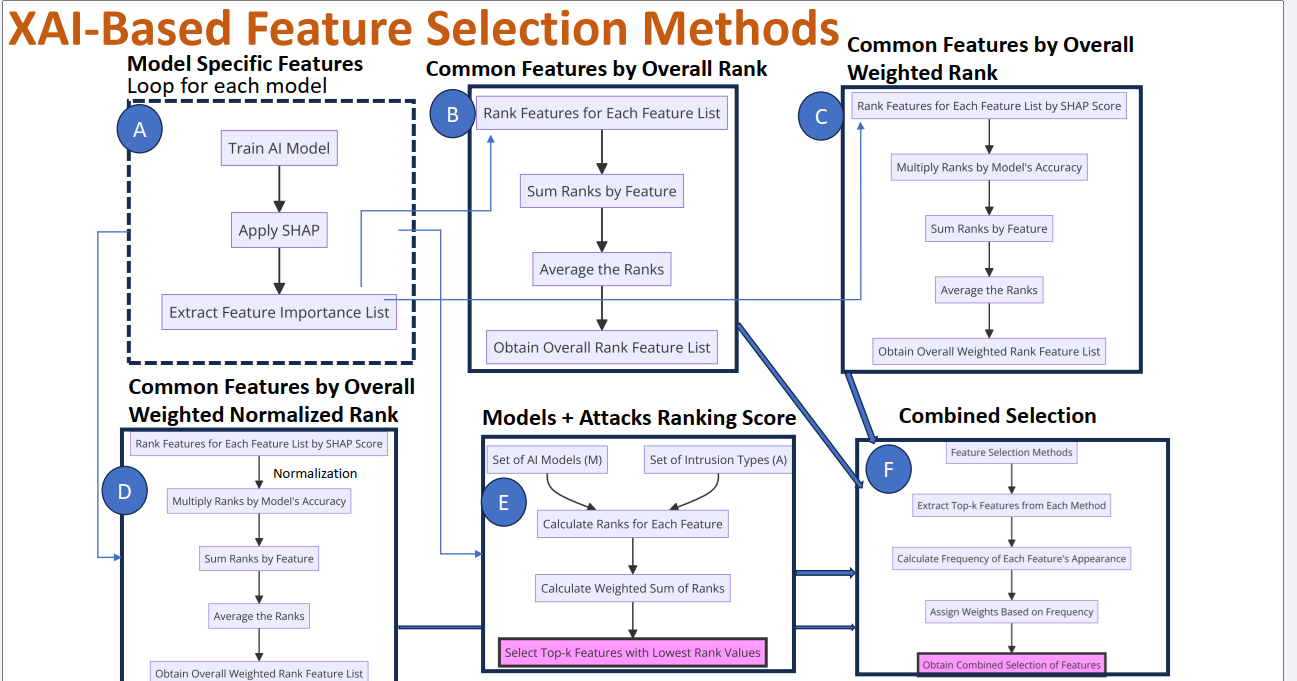 XAI-Based Feature Selection Methods
Model Specific Features
Loop for each model
A
Train AI Model
Apply SHAP
Extract Feature Importance List
Common Features by Overall Rank
B
Rank Features for Each Feature List
Sum Ranks by Feature
Average the Ranks
Obtain Overall Rank Feature List
Common Features by Overall
Weighted Rank
C
Rank Features for Each Feature List by SHAP Score
Multiply Ranks by Model's Accuracy
Sum Ranks by Feature
Average the Ranks
Obtain Overall Weighted Rank Feature List
Common Features by Overall
Weighted Normalized Rank
D
Rank Features for Each Feature List by SHAP Score
Normalization
Multiply Ranks by Model's Accuracy
Sum Ranks by Feature
Average the Ranks
Obtain Overall Weighted Rank Feature List
Models + Attacks Ranking Score
E
Set of AI Models (M)
Set of Intrusion Types (A)
Calculate Ranks for Each Feature
Calculate Weighted Sum of Ranks
Select Top-k Features with Lowest Rank Values
Combined Selection
F
Feature Selection Methods
Extract Top-k Features from Each Method
Calculate Frequency of Each Feature's Appearance
Assign Weights Based on Frequency
Obtain Combined Selection of Features